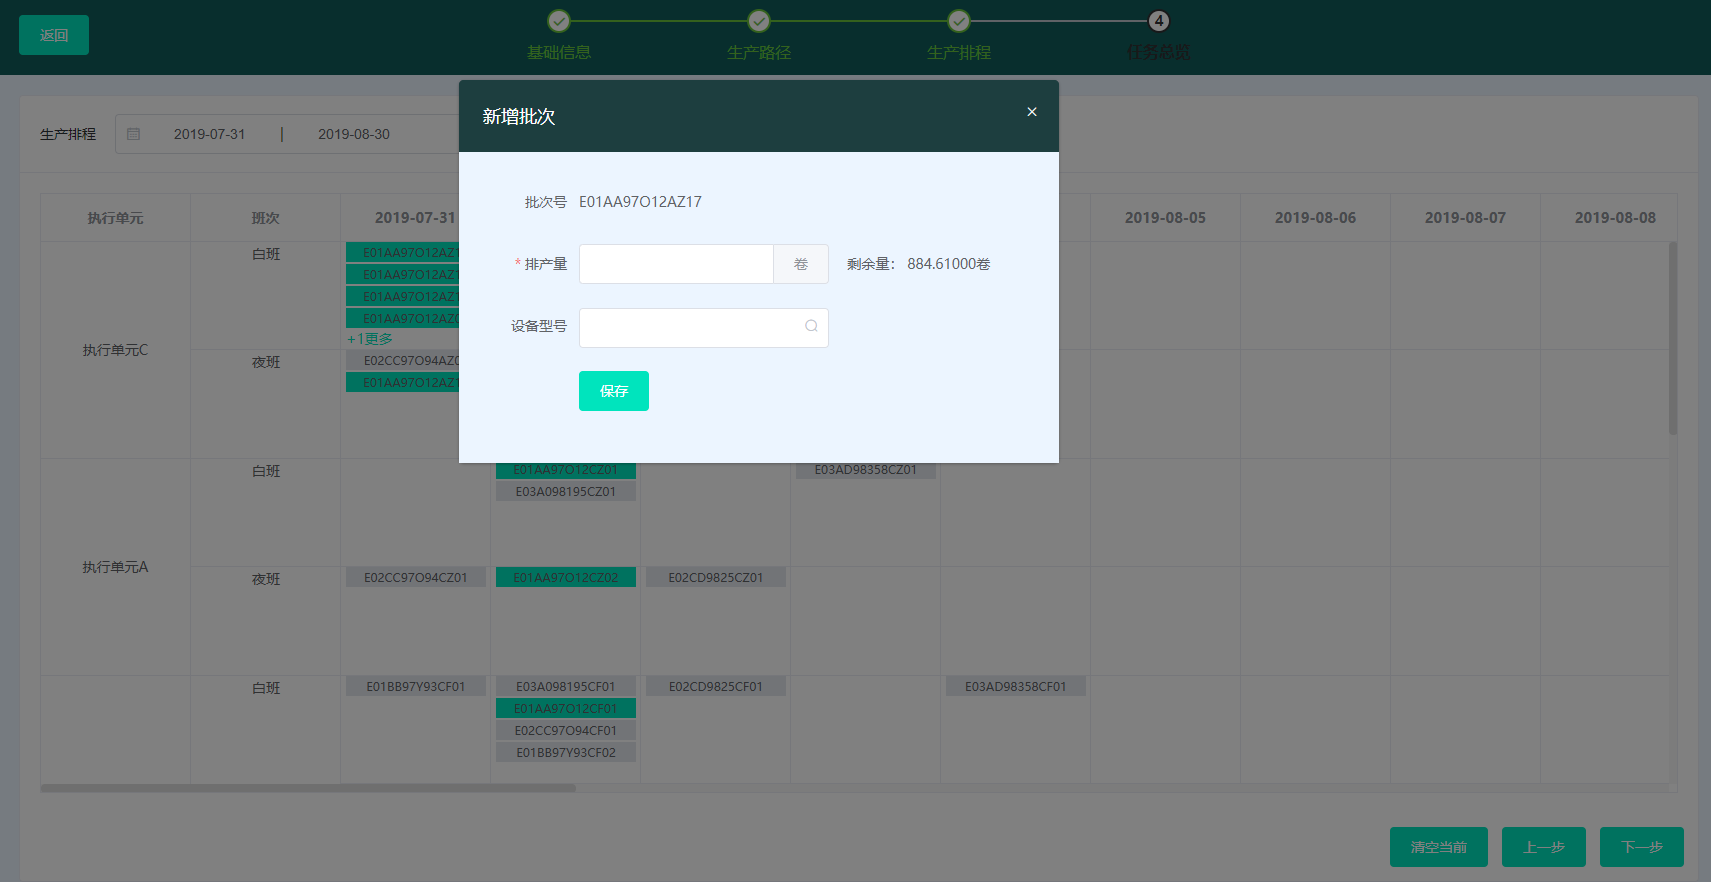 返回
基础信息
生产路径
生产排程
4
任务总览
生产排程 2019-07-31 2019-08-30
新增批次
批次号 E01AA97O12AZ17
* 排产量 卷 剩余量： 884.61000卷
设备型号
保存
执行单元 班次 2019-07-31 2019-08-05 2019-08-06 2019-08-07 2019-08-08
执行单元C
白班
E01AA97O12AZ1
E01AA97O12AZ1
E01AA97O12AZ1
E01AA97O12AZ0
+1更多
夜班
E02CC97O94AZ0
E01AA97O12AZ1
执行单元A
白班
E01AA97O12CZ01 E03AD98358CZ01
E03A098195CZ01
夜班 E02CC97O94CZ01 E01AA97O12CZ02 E02CD9825CZ01
白班 E01BB97Y93CF01 E03A098195CF01 E02CD9825CF01 E03AD98358CF01
E01AA97O12CF01
E02CC97O94CF01
E01BB97Y93CF02
清空当前 上一步 下一步